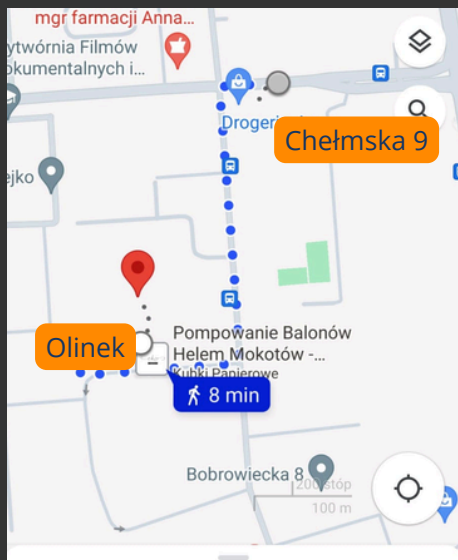 mgr farmacji Anna...
ytwórnia Filmów
okumentalnych i...
Drogeri
Chełmska 9
ejko
Olinek
Pompowanie Balonów
Helem Mokotów -...
Kubki Papierowe
8 min
Bobrowiecka 8
200 stóp
100 m